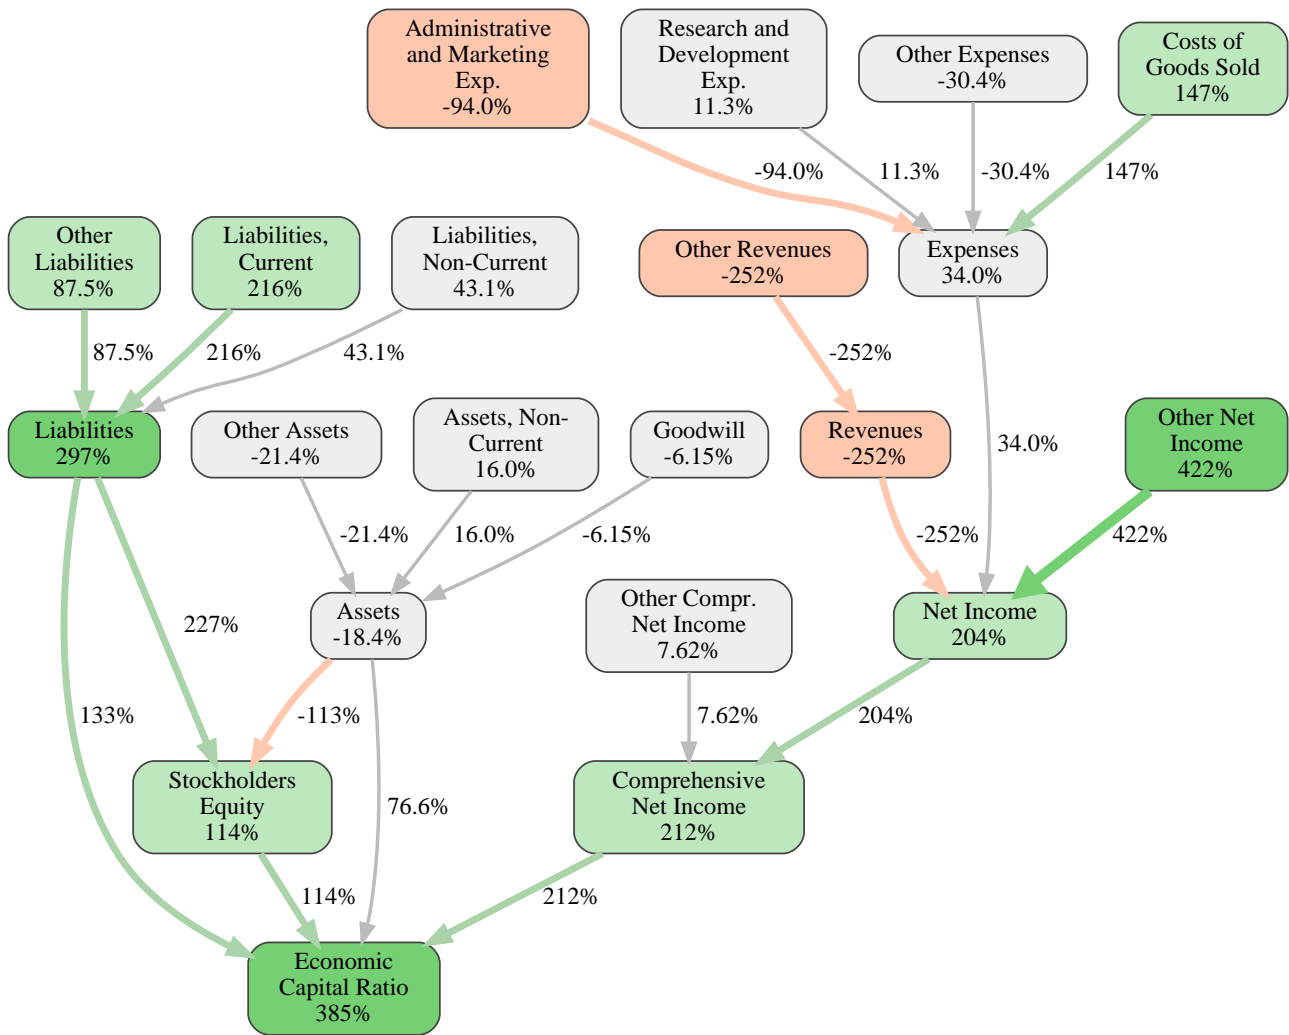 Administrative
and Marketing
Exp.
-94.0%
Research and
Development
Exp.
11.3%
Other Expenses
-30.4%
Costs of
Goods Sold
147%
-94.0%
11.3%
-30.4%
147%
Other
Liabilities
87.5%
Liabilities,
Current
216%
Liabilities,
Non-Current
43.1%
Other Revenues
-252%
Expenses
34.0%
87.5%
216%
43.1%
-252%
Liabilities
297%
Other Assets
-21.4%
Assets, Non-
Current
16.0%
Goodwill
-6.15%
Revenues
-252%
34.0%
Other Net
Income
422%
-21.4%
16.0%
-6.15%
-252%
422%
227%
Assets
-18.4%
Other Compr.
Net Income
7.62%
Net Income
204%
133%
-113%
7.62%
204%
Stockholders
Equity
114%
76.6%
Comprehensive
Net Income
212%
114%
212%
Economic
Capital Ratio
385%